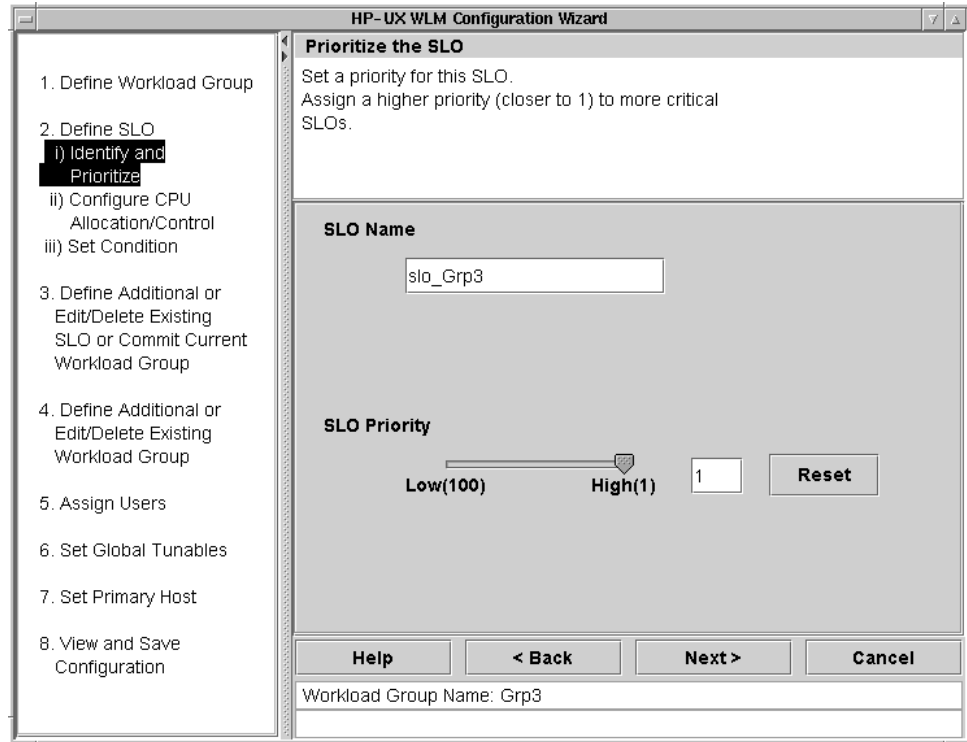 HP-UX WLM Configuration Wizard
1. Define Workload Group
2. Define SLO
i) Identify and
Prioritize
ii) Configure CPU
Allocation/Control
iii) Set Condition
3. Define Additional or
Edit/Delete Existing
SLO or Commit Current
Workload Group
4. Define Additional or
Edit/Delete Existing
Workload Group
5. Assign Users
6. Set Global Tunables
7. Set Primary Host
8. View and Save
Configuration
Prioritize the SLO
Set a priority for this SLO.
Assign a higher priority (closer to 1) to more critical
SLOs.
SLO Name
slo_Grp3
SLO Priority
Low(100) High(1) 1 Reset
Help < Back Next > Cancel
Workload Group Name: Grp3